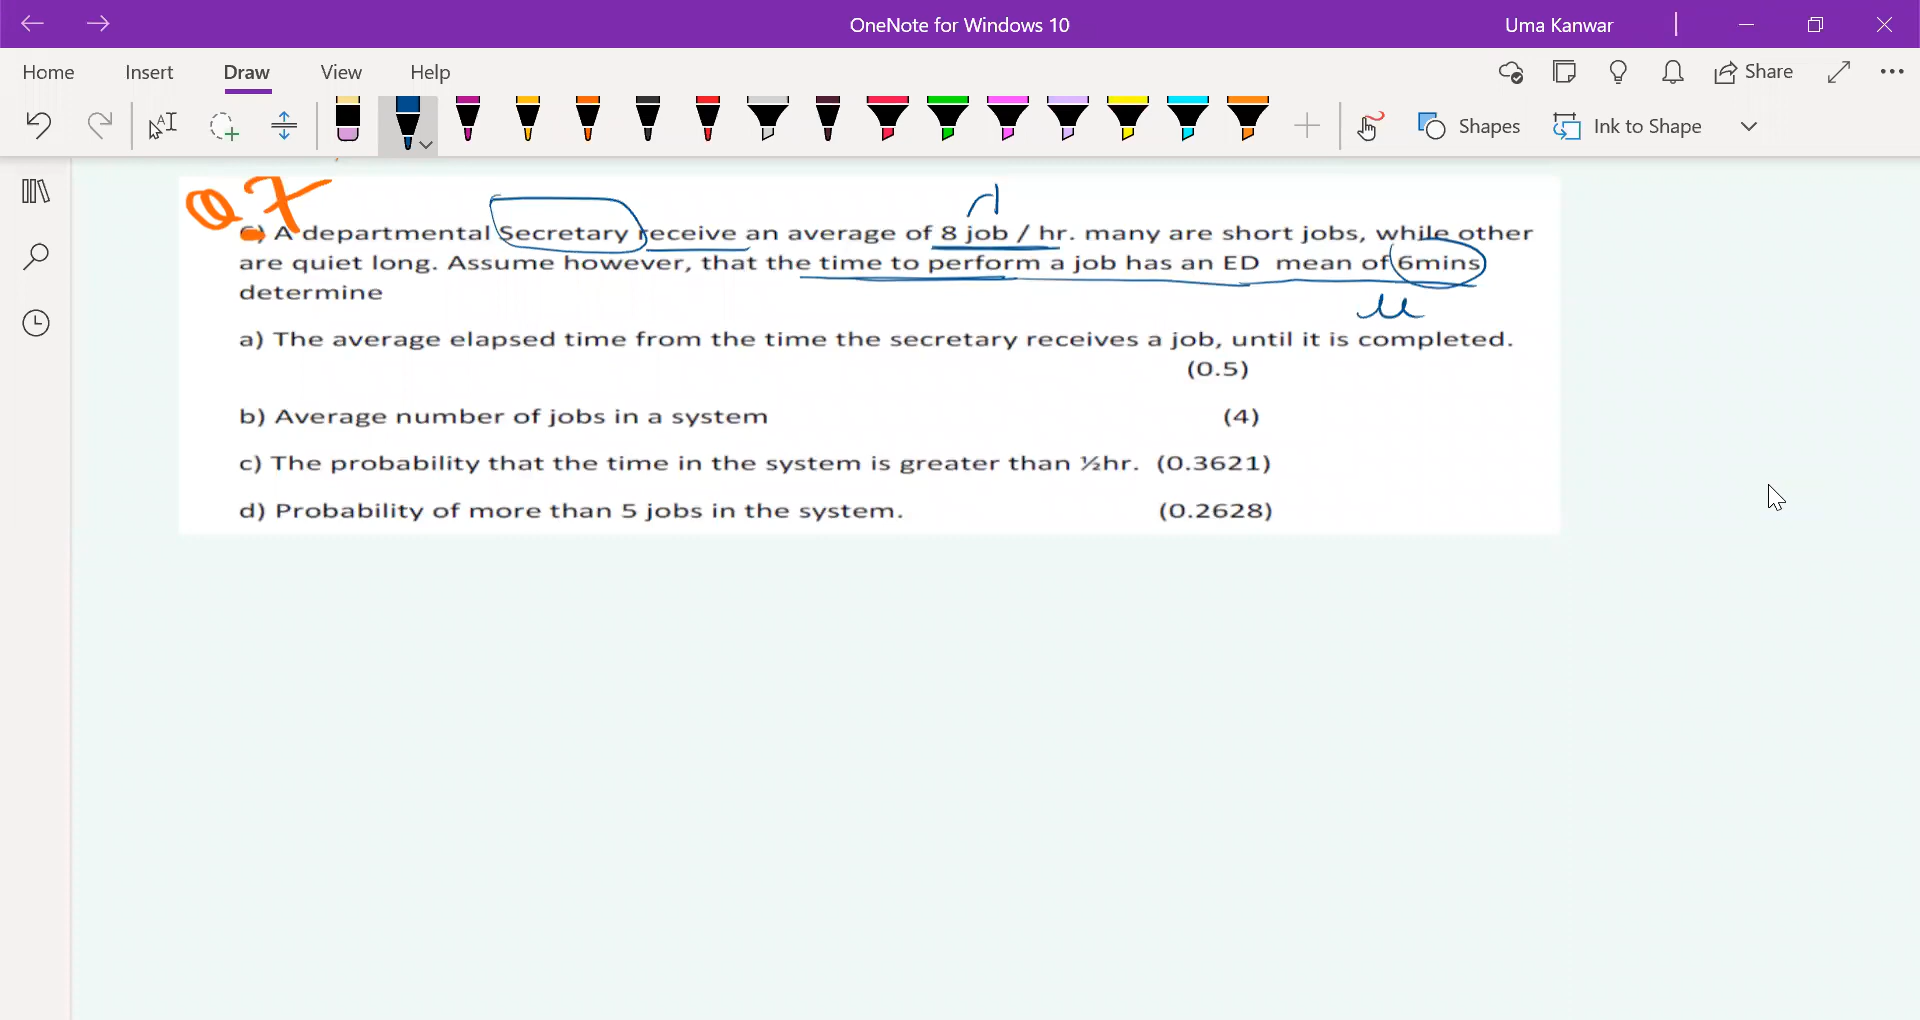 OneNote for Windows 10
Uma Kanwar
Home Insert Draw View Help
Share
Shapes
Ink to Shape
Q7
6) A departmental Secretary receive an average of 8 job / hr. many are short jobs, while other
are quiet long. Assume however, that the time to perform a job has an ED mean of 6mins
determine
μ
a) The average elapsed time from the time the secretary receives a job, until it is completed.
(0.5)
b) Average number of jobs in a system (4)
c) The probability that the time in the system is greater than ½hr. (0.3621)
d) Probability of more than 5 jobs in the system. (0.2628)